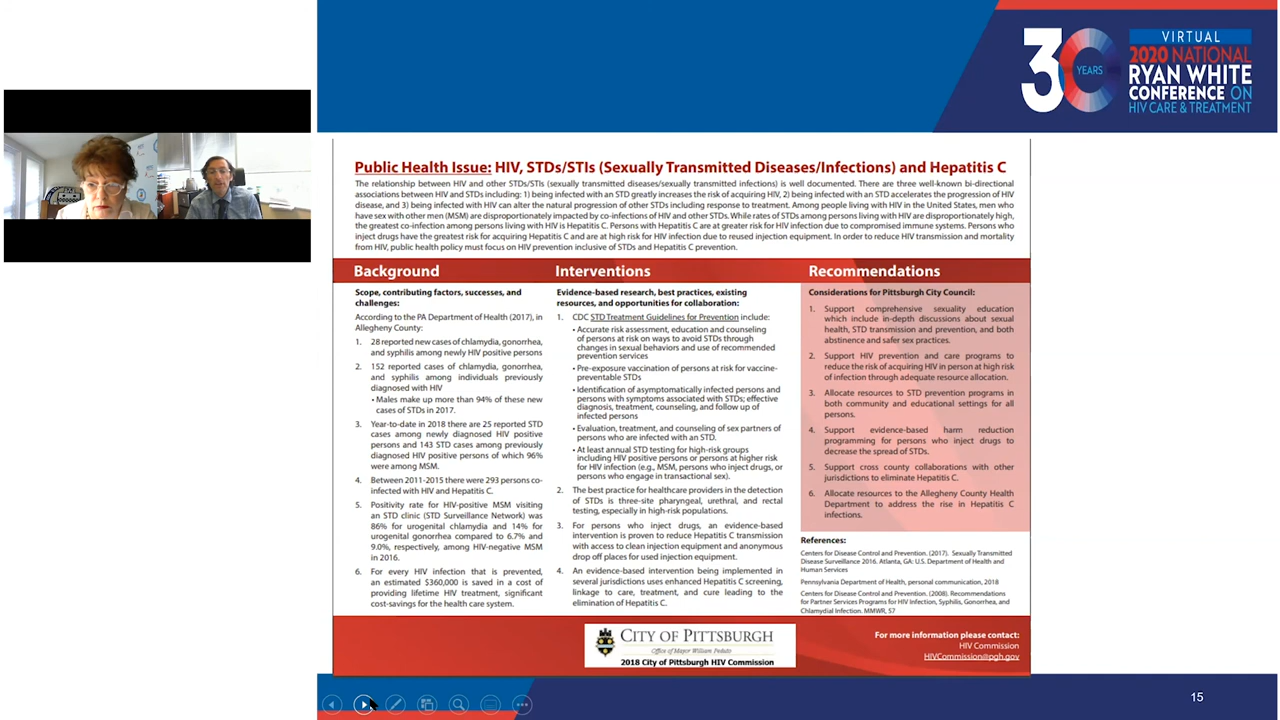 VIRTUAL
30 YEARS
2020 NATIONAL
RYAN WHITE
CONFERENCE ON
HIV CARE & TREATMENT
Public Health Issue: HIV, STDs/STIs (Sexually Transmitted Diseases/Infections) and Hepatitis C
The relationship between HIV and other STDs/STIs (sexually transmitted diseases/sexually transmitted infections) is well documented. There are three well-known bi-directional
associations between HIV and STDs including: 1) being infected with an STD greatly increases the risk of acquiring HIV, 2) being infected with an STD accelerates the progression of HIV
disease, and 3) being infected with HIV can alter the natural progression of other STDs including response to treatment. Among people living with HIV in the United States, men who
have sex with other men (MSM) are disproportionately impacted by co-infections of HIV and other STDs. While rates of STDs among persons living with HIV are disproportionately high,
the greatest co-infection among persons living with HIV is Hepatitis C. Persons with Hepatitis C are at greater risk for HIV infection due to compromised immune systems. Persons who
inject drugs have the greatest risk for acquiring Hepatitis C and are at high risk for HIV infection due to reused injection equipment. In order to reduce HIV transmission and mortality
from HIV, public health policy must focus on HIV prevention inclusive of STDs and Hepatitis C prevention.
Background
Scope, contributing factors, successes, and
challenges:
According to the PA Department of Health (2017), in
Allegheny County:
1. 28 reported new cases of chlamydia, gonorrhea,
and syphilis among newly HIV positive persons
2. 152 reported cases of chlamydia, gonorrhea,
and syphilis among individuals previously
diagnosed with HIV
• Males make up more than 94% of these new
cases of STDs in 2017.
3. Year-to-date in 2018 there are 25 reported STD
cases among newly diagnosed HIV positive
persons and 143 STD cases among previously
diagnosed HIV positive persons of which 96%
were among MSM.
4. Between 2011-2015 there were 293 persons co-
infected with HIV and Hepatitis C.
5. Positivity rate for HIV-positive MSM visiting
an STD clinic (STD Surveillance Network) was
86% for urogenital chlamydia and 14% for
urogenital gonorrhea compared to 6.7% and
9.0%, respectively, among HIV-negative MSM
in 2016.
6. For every HIV infection that is prevented,
an estimated $360,000 is saved in a cost of
providing lifetime HIV treatment, significant
cost-savings for the health care system.
Interventions
Evidence-based research, best practices, existing
resources, and opportunities for collaboration:
1. CDC STD Treatment Guidelines for Prevention include:
• Accurate risk assessment, education and counseling
of persons at risk on ways to avoid STDs through
changes in sexual behaviors and use of recommended
prevention services
• Pre-exposure vaccination of persons at risk for vaccine-
preventable STDs
• Identification of asymptomatically infected persons and
persons with symptoms associated with STDs; effective
diagnosis, treatment, counseling, and follow up of
infected persons
• Evaluation, treatment, and counseling of sex partners of
persons who are infected with an STD.
• At least annual STD testing for high-risk groups
including HIV positive persons or persons at higher risk
for HIV infection (e.g., MSM, persons who inject drugs, or
persons who engage in transactional sex).
2. The best practice for healthcare providers in the detection
of STDs is three-site pharyngeal, urethral, and rectal
testing, especially in high-risk populations.
3. For persons who inject drugs, an evidence-based
intervention is proven to reduce Hepatitis C transmission
with access to clean injection equipment and anonymous
drop off places for used injection equipment.
4. An evidence-based intervention being implemented in
several jurisdictions uses enhanced Hepatitis C screening,
linkage to care, treatment, and cure leading to the
elimination of Hepatitis C.
Recommendations
Considerations for Pittsburgh City Council:
1. Support comprehensive sexuality education
which include in-depth discussions about sexual
health, STD transmission and prevention, and both
abstinence and safer sex practices.
2. Support HIV prevention and care programs to
reduce the risk of acquiring HIV in person at high risk
of infection through adequate resource allocation.
3. Allocate resources to STD prevention programs in
both community and educational settings for all
persons.
4. Support evidence-based harm reduction
programming for persons who inject drugs to
decrease the spread of STDs.
5. Support cross county collaborations with other
jurisdictions to eliminate Hepatitis C.
6. Allocate resources to the Allegheny County Health
Department to address the rise in Hepatitis C
infections.
References:
Centers for Disease Control and Prevention. (2017). Sexually Transmitted
Disease Surveillance 2016. Atlanta, GA: U.S. Department of Health and
Human Services
Pennsylvania Department of Health, personal communication, 2018
Centers for Disease Control and Prevention. (2008). Recommendations
for Partner Services Programs for HIV Infection, Syphilis, Gonorrhea, and
Chlamydial Infection. MMWR, 57
CITY OF PITTSBURGH
Office of Mayor William Peduto
2018 City of Pittsburgh HIV Commission
For more information please contact:
HIV Commission
HIVCommission@pgh.gov
15